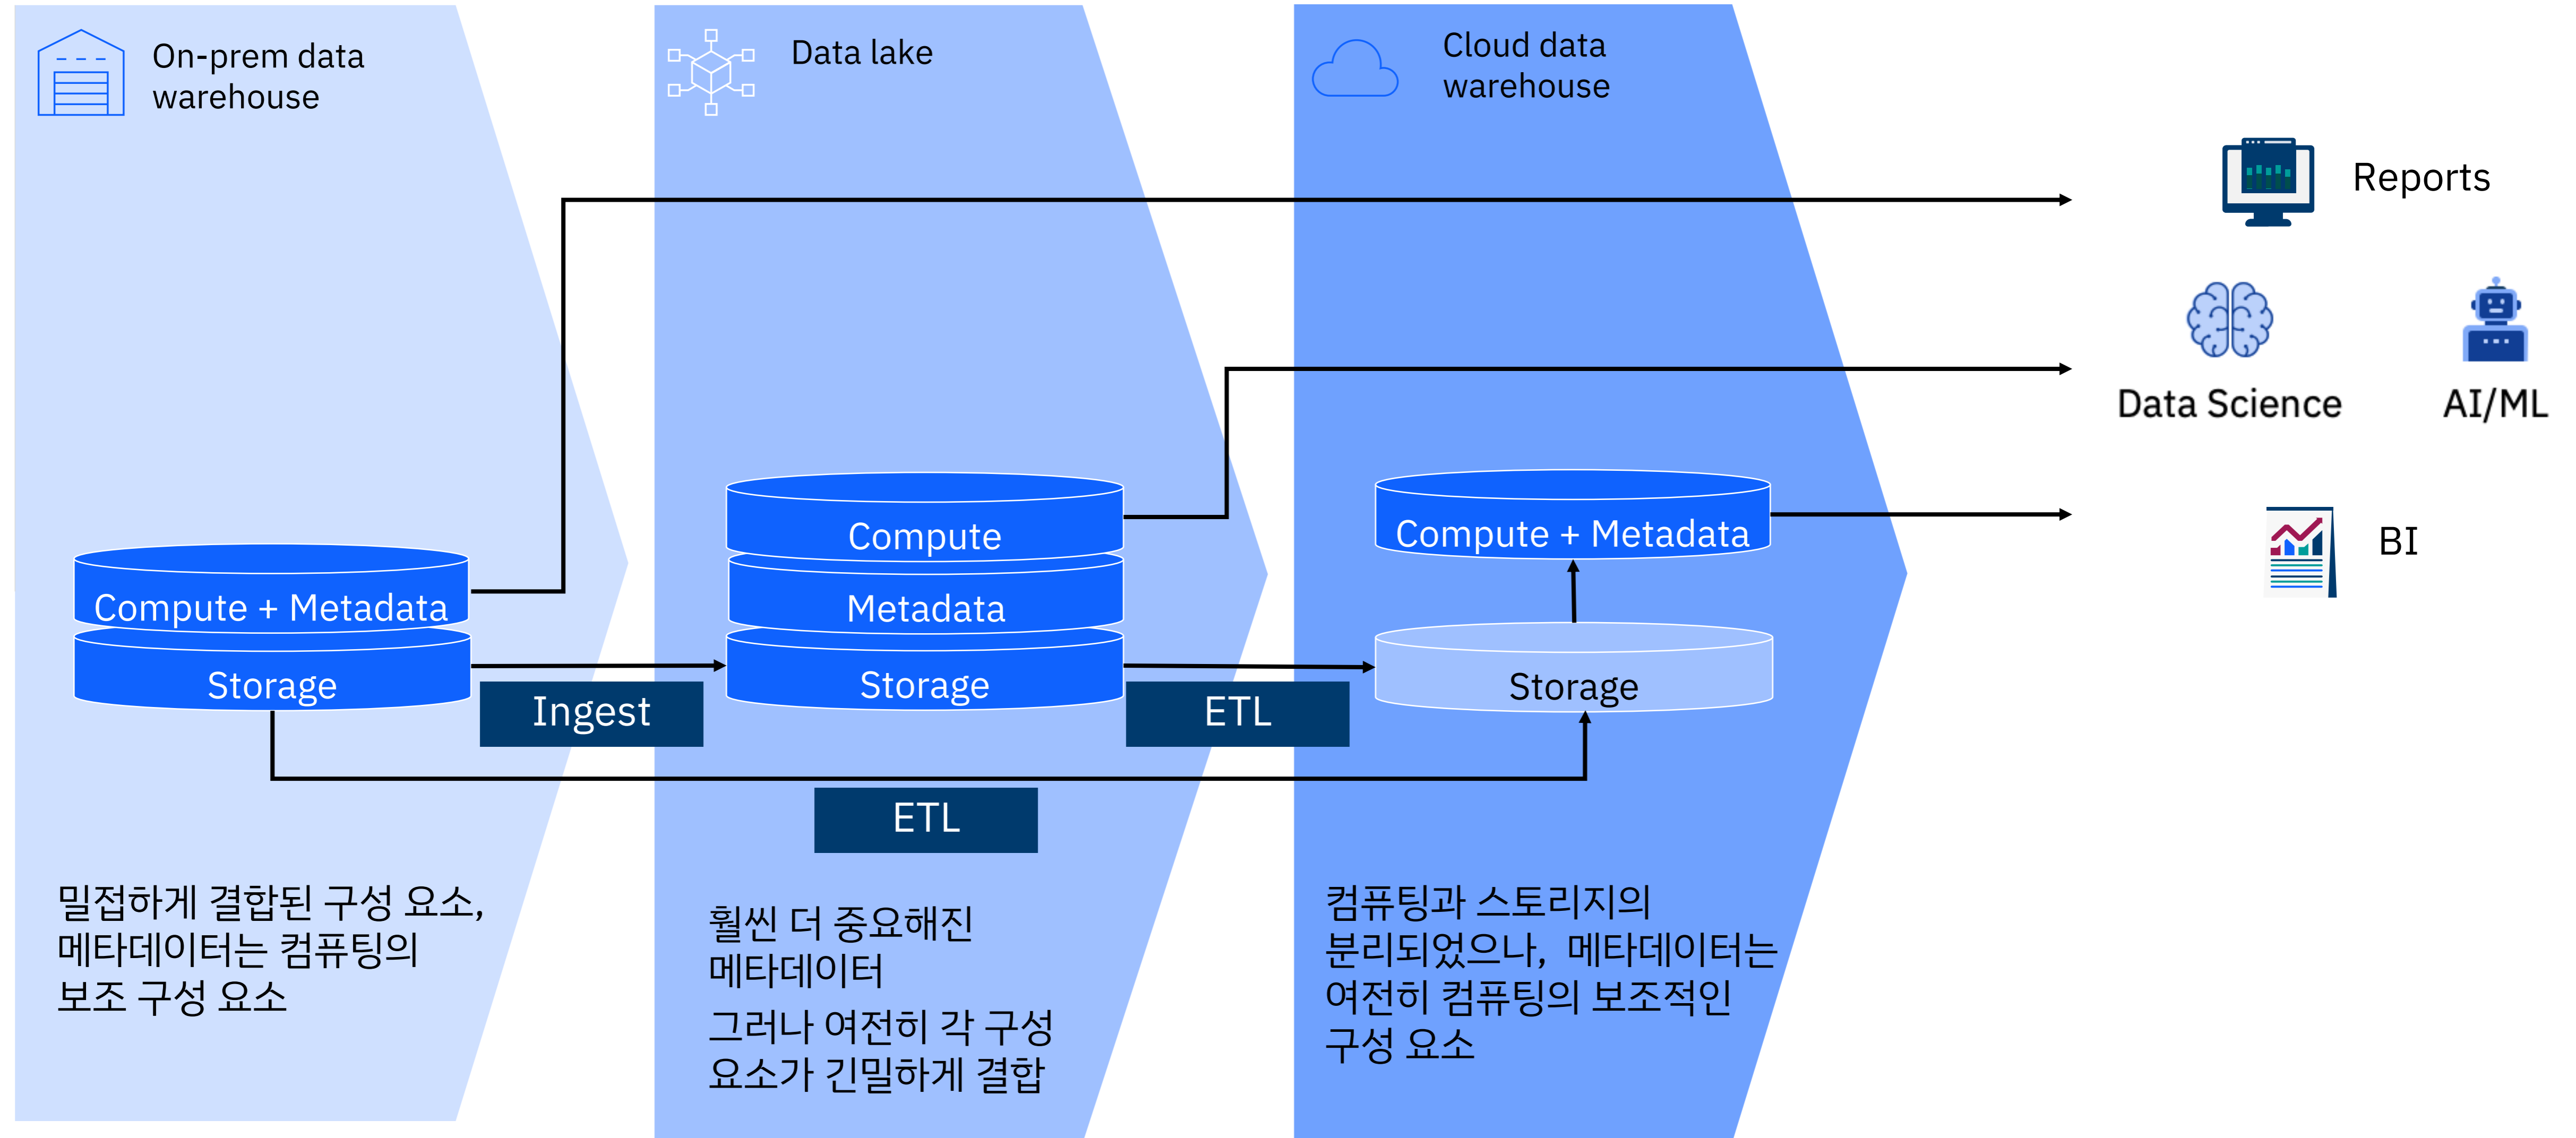 On-prem data
warehouse
Compute + Metadata
Storage
밀접하게 결합된 구성 요소,
메타데이터는 컴퓨팅의
보조 구성 요소
Ingest
Data lake
Compute
Metadata
Storage
ETL
ETL
훨씬 더 중요해진
메타데이터
그러나 여전히 각 구성
요소가 긴밀하게 결합
Cloud data
warehouse
Compute + Metadata
Storage
컴퓨팅과 스토리지의
분리되었으나, 메타데이터는
여전히 컴퓨팅의 보조적인
구성 요소
Reports
Data Science
AI/ML
BI